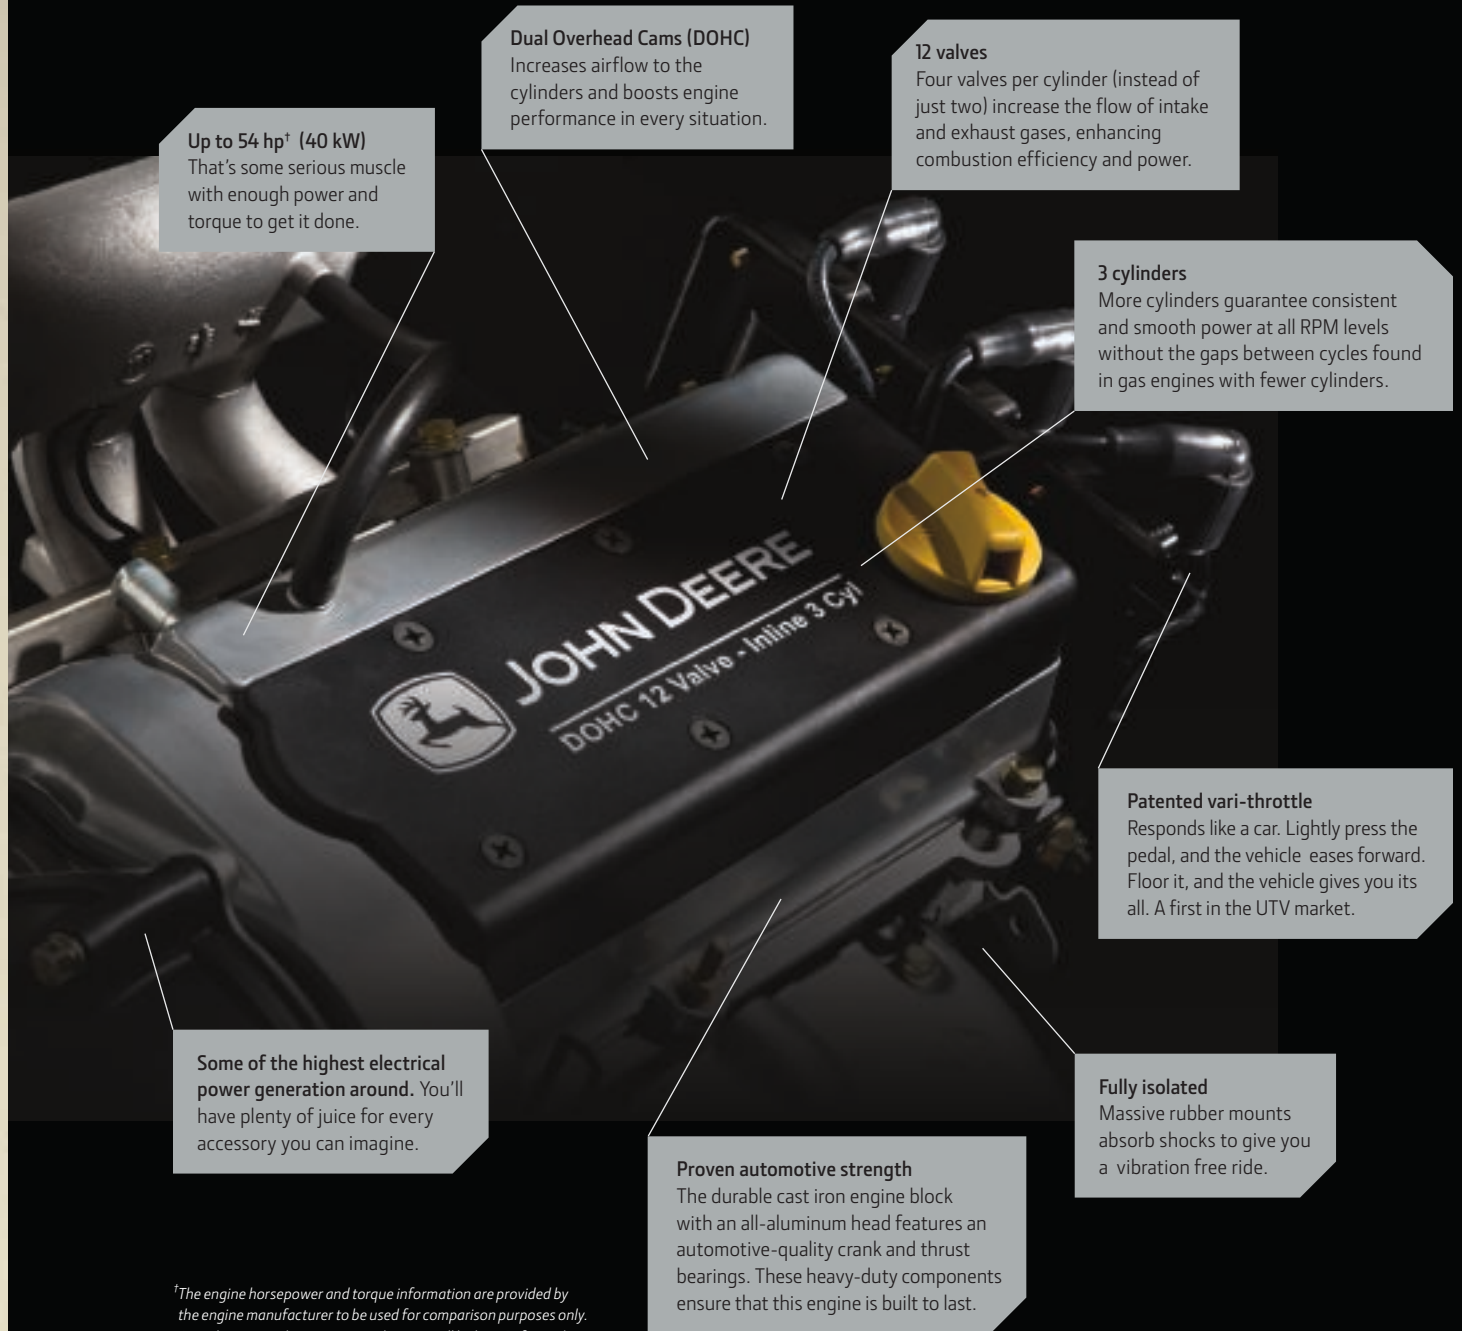 Dual Overhead Cams (DOHC)
Increases airflow to the
cylinders and boosts engine
performance in every situation.
12 valves
Four valves per cylinder (instead of
just two) increase the flow of intake
and exhaust gases, enhancing
combustion efficiency and power.
Up to 54 hp† (40 kW)
That's some serious muscle
with enough power and
torque to get it done.
3 cylinders
More cylinders guarantee consistent
and smooth power at all RPM levels
without the gaps between cycles found
in gas engines with fewer cylinders.
JOHN DEERE
DOHC 12 Valve - Inline 3 Cyl
Patented vari-throttle
Responds like a car. Lightly press the
pedal, and the vehicle eases forward.
Floor it, and the vehicle gives you its
all. A first in the UTV market.
Some of the highest electrical
power generation around. You'll
have plenty of juice for every
accessory you can imagine.
Fully isolated
Massive rubber mounts
absorb shocks to give you
a vibration free ride.
Proven automotive strength
The durable cast iron engine block
with an all-aluminum head features an
automotive-quality crank and thrust
bearings. These heavy-duty components
ensure that this engine is built to last.
†The engine horsepower and torque information are provided by
the engine manufacturer to be used for comparison purposes only.